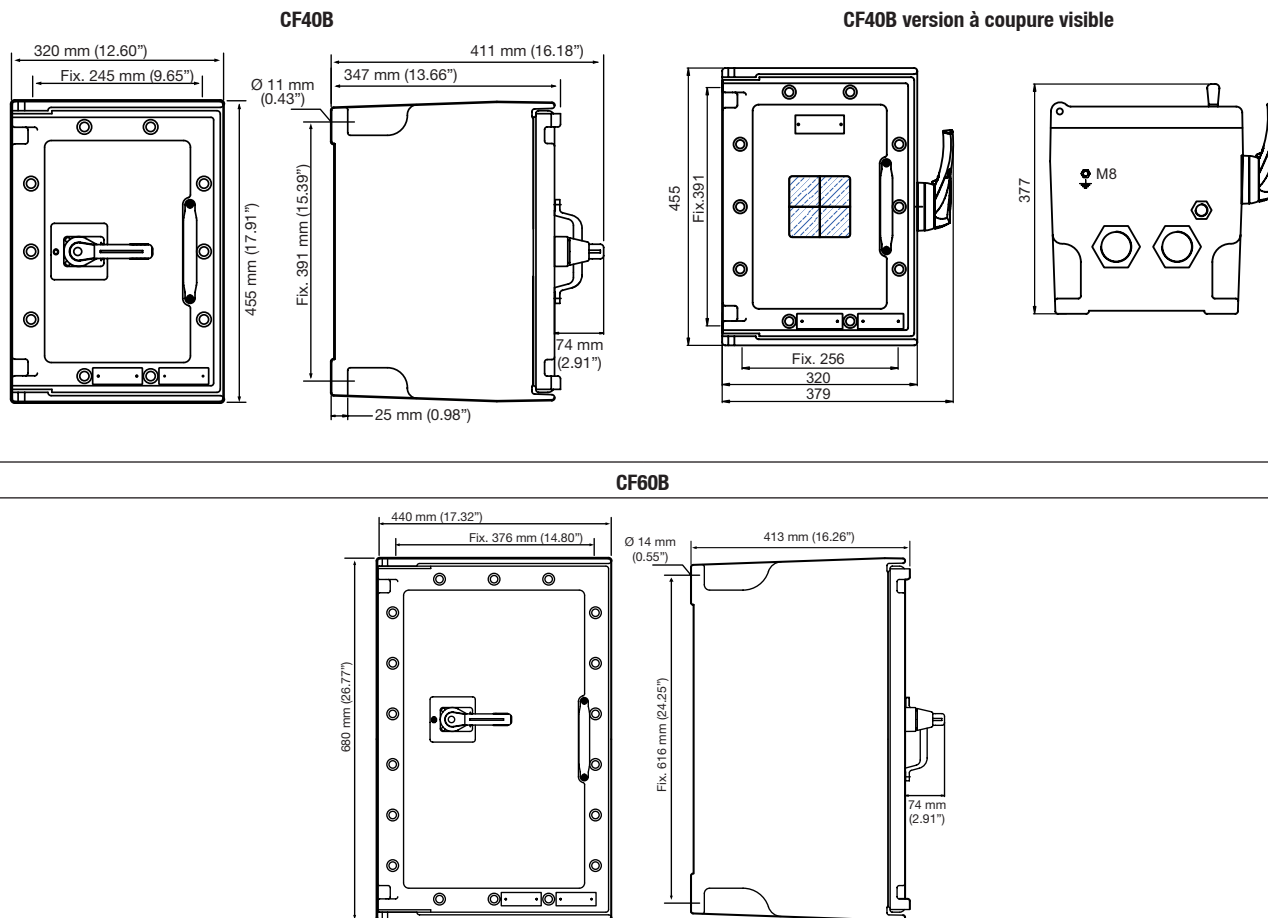 CF40B
320 mm (12.60”)
Fix. 245 mm (9.65”)
455 mm (17.91”)
411 mm (16.18”)
347 mm (13.66”)
Ø 11 mm
(0.43”)
Fix. 391 mm (15.39”)
74 mm
(2.91”)
25 mm (0.98”)
CF40B version à coupure visible
455
Fix.391
Fix. 256
320
379
377
M8
CF60B
440 mm (17.32”)
Fix. 376 mm (14.80”)
680 mm (26.77”)
Ø 14 mm
(0.55”)
413 mm (16.26”)
Fix. 616 mm (24.25”)
74 mm
(2.91”)